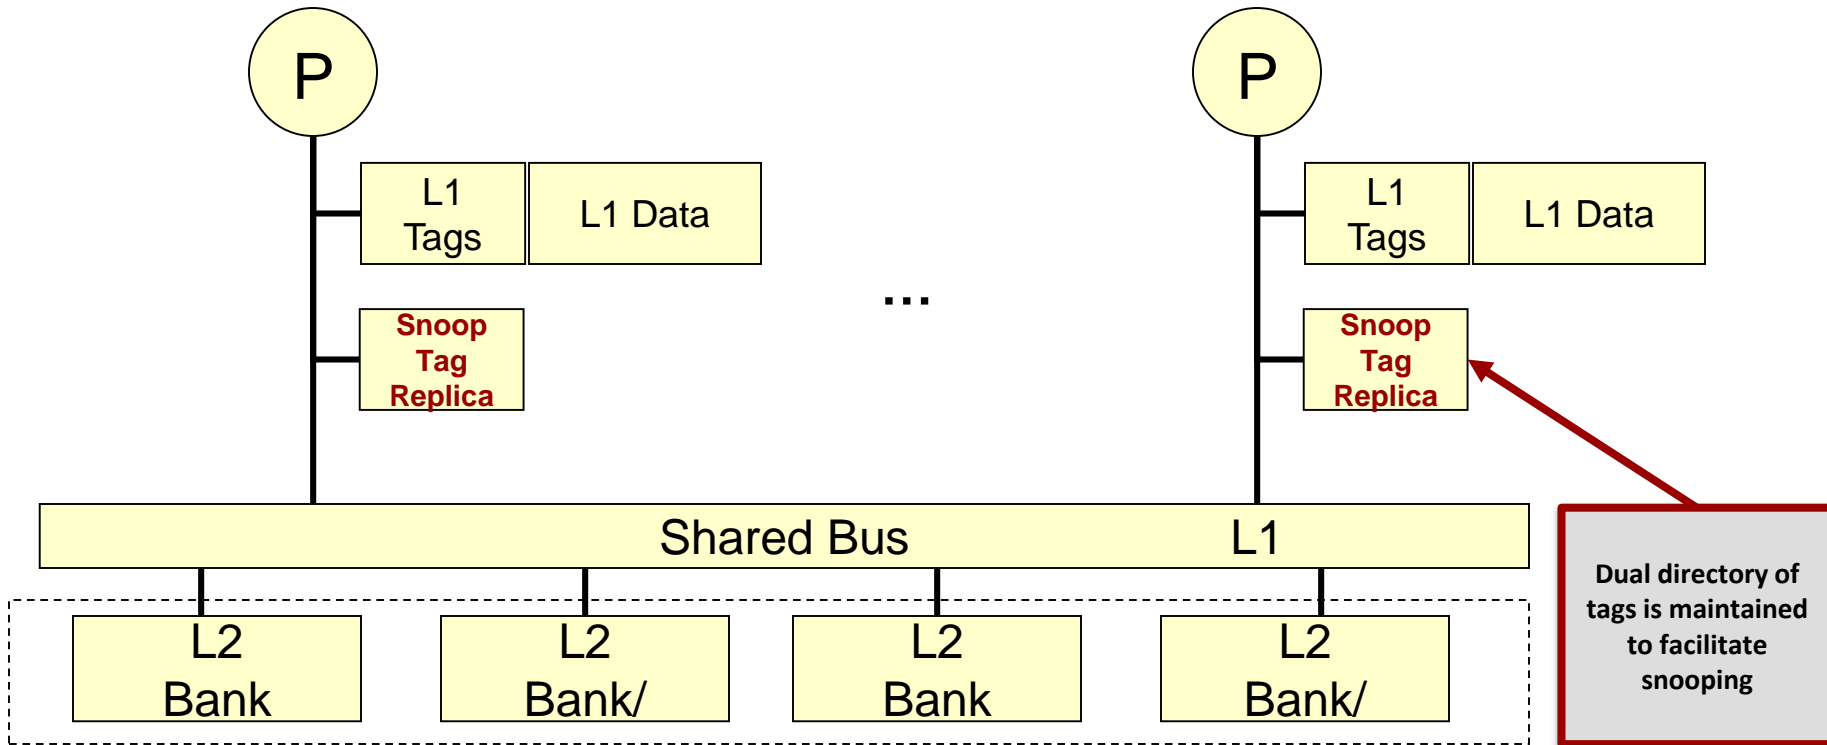 P
P
L1
Tags
L1 Data
L1
Tags
L1 Data
...
Snoop
Tag
Replica
Snoop
Tag
Replica
Shared Bus L1
Dual directory of
tags is maintained
to facilitate
snooping
L2
Bank
L2
Bank/
L2
Bank
L2
Bank/